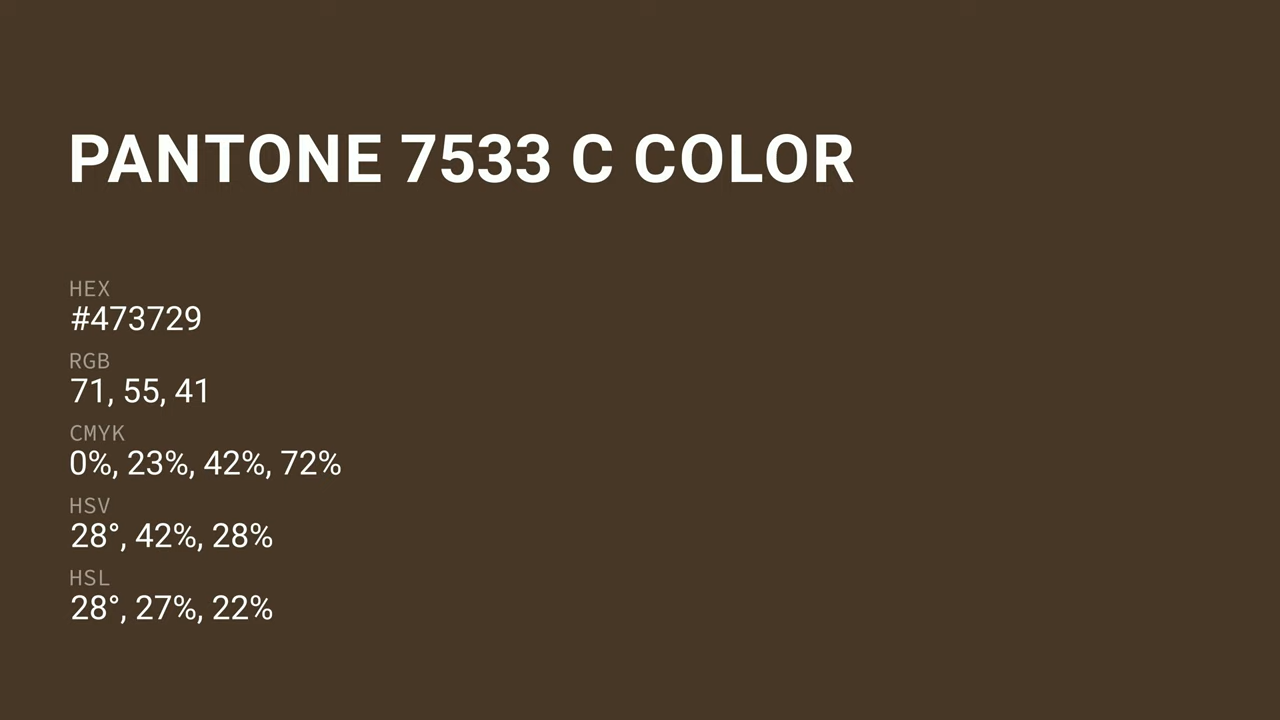 PANTONE 7533 C COLOR
HEX
#473729
RGB
71, 55, 41
CMYK
0%, 23%, 42%, 72%
HSV
28°, 42%, 28%
HSL
28°, 27%, 22%